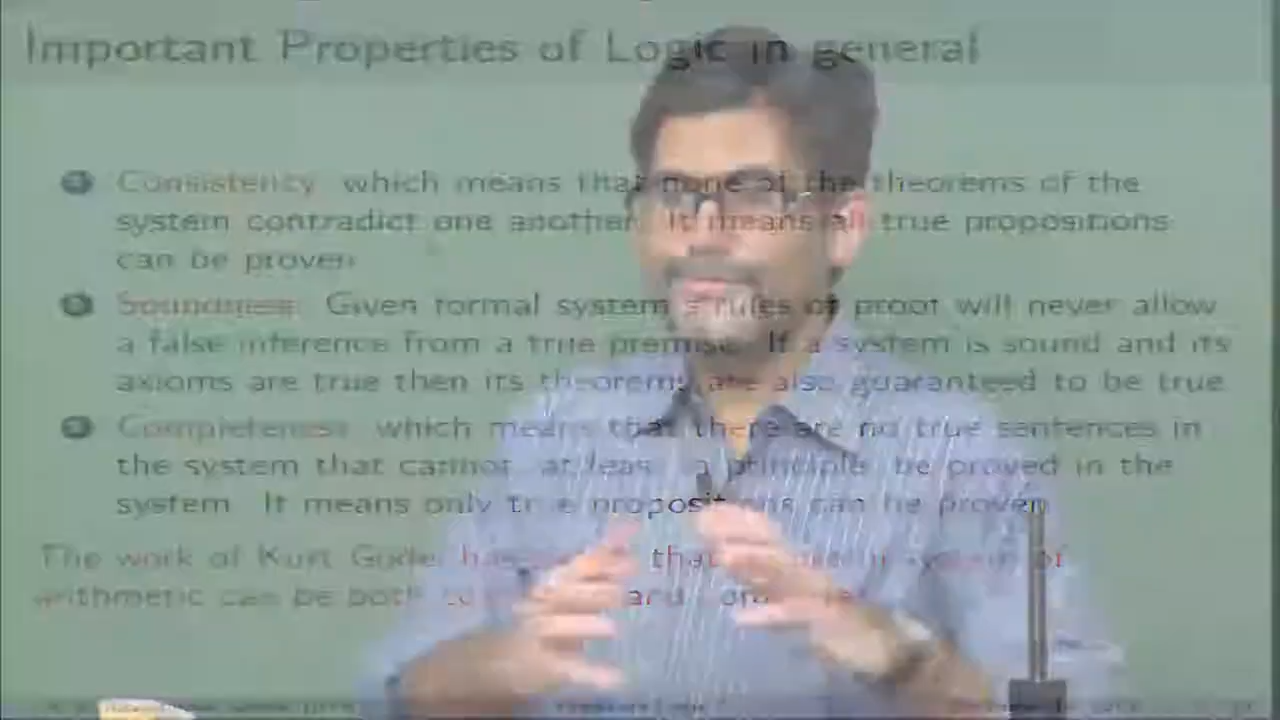 Important Properties of Logic in general
Consistency which means that none of the theorems of the
system contradict one another. It means all true propositions
can be proven
Soundness: Given formal system s rules of proof will never allow
a false inference from a true premise. If a system is sound and its
axioms are true then its theorems are also guaranteed to be true
Completeness which means that there are no true sentences in
the system that cannot, at least in principle, be proved in the
system. It means only true propositions can be proven
The work of Kurt Godel has that system of
arithmetic can be both and